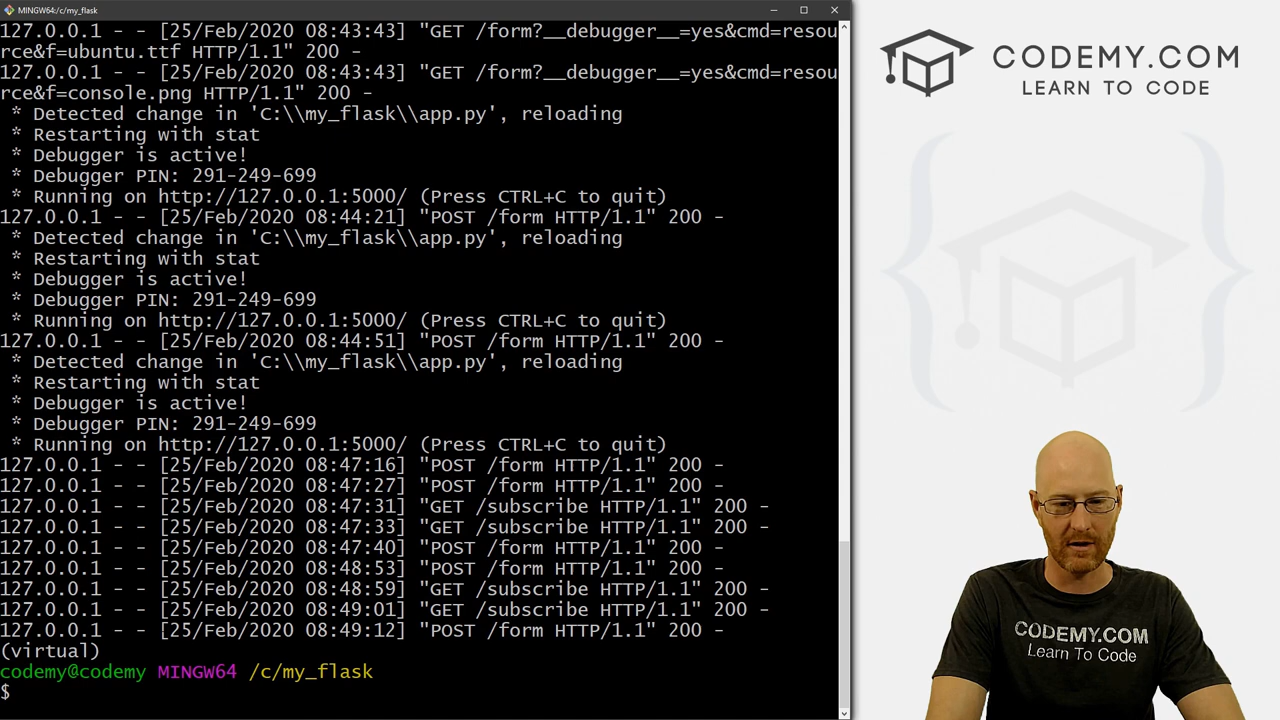 MINGW64:/c/my_flask
127.0.0.1 - - [25/Feb/2020 08:43:43] "GET /form?__debugger__=yes&cmd=resou
rce&f=ubuntu.ttf HTTP/1.1" 200 -
127.0.0.1 - - [25/Feb/2020 08:43:43] "GET /form?__debugger__=yes&cmd=resou
rce&f=console.png HTTP/1.1" 200 -
* Detected change in 'C:\\my_flask\\app.py', reloading
* Restarting with stat
* Debugger is active!
* Debugger PIN: 291-249-699
* Running on http://127.0.0.1:5000/ (Press CTRL+C to quit)
127.0.0.1 - - [25/Feb/2020 08:44:21] "POST /form HTTP/1.1" 200 -
* Detected change in 'C:\\my_flask\\app.py', reloading
* Restarting with stat
* Debugger is active!
* Debugger PIN: 291-249-699
* Running on http://127.0.0.1:5000/ (Press CTRL+C to quit)
127.0.0.1 - - [25/Feb/2020 08:44:51] "POST /form HTTP/1.1" 200 -
* Detected change in 'C:\\my_flask\\app.py', reloading
* Restarting with stat
* Debugger is active!
* Debugger PIN: 291-249-699
* Running on http://127.0.0.1:5000/ (Press CTRL+C to quit)
127.0.0.1 - - [25/Feb/2020 08:47:16] "POST /form HTTP/1.1" 200 -
127.0.0.1 - - [25/Feb/2020 08:47:27] "POST /form HTTP/1.1" 200 -
127.0.0.1 - - [25/Feb/2020 08:47:31] "GET /subscribe HTTP/1.1" 200 -
127.0.0.1 - - [25/Feb/2020 08:47:33] "GET /subscribe HTTP/1.1" 200 -
127.0.0.1 - - [25/Feb/2020 08:47:40] "POST /form HTTP/1.1" 200 -
127.0.0.1 - - [25/Feb/2020 08:48:53] "POST /form HTTP/1.1" 200 -
127.0.0.1 - - [25/Feb/2020 08:48:59] "GET /subscribe HTTP/1.1" 200 -
127.0.0.1 - - [25/Feb/2020 08:49:01] "GET /subscribe HTTP/1.1" 200 -
127.0.0.1 - - [25/Feb/2020 08:49:12] "POST /form HTTP/1.1" 200 -
(virtual)
codemy@codemy MINGW64 /c/my_flask
$
CODEMY.COM
LEARN TO CODE
CODEMY.COM
Learn To Code